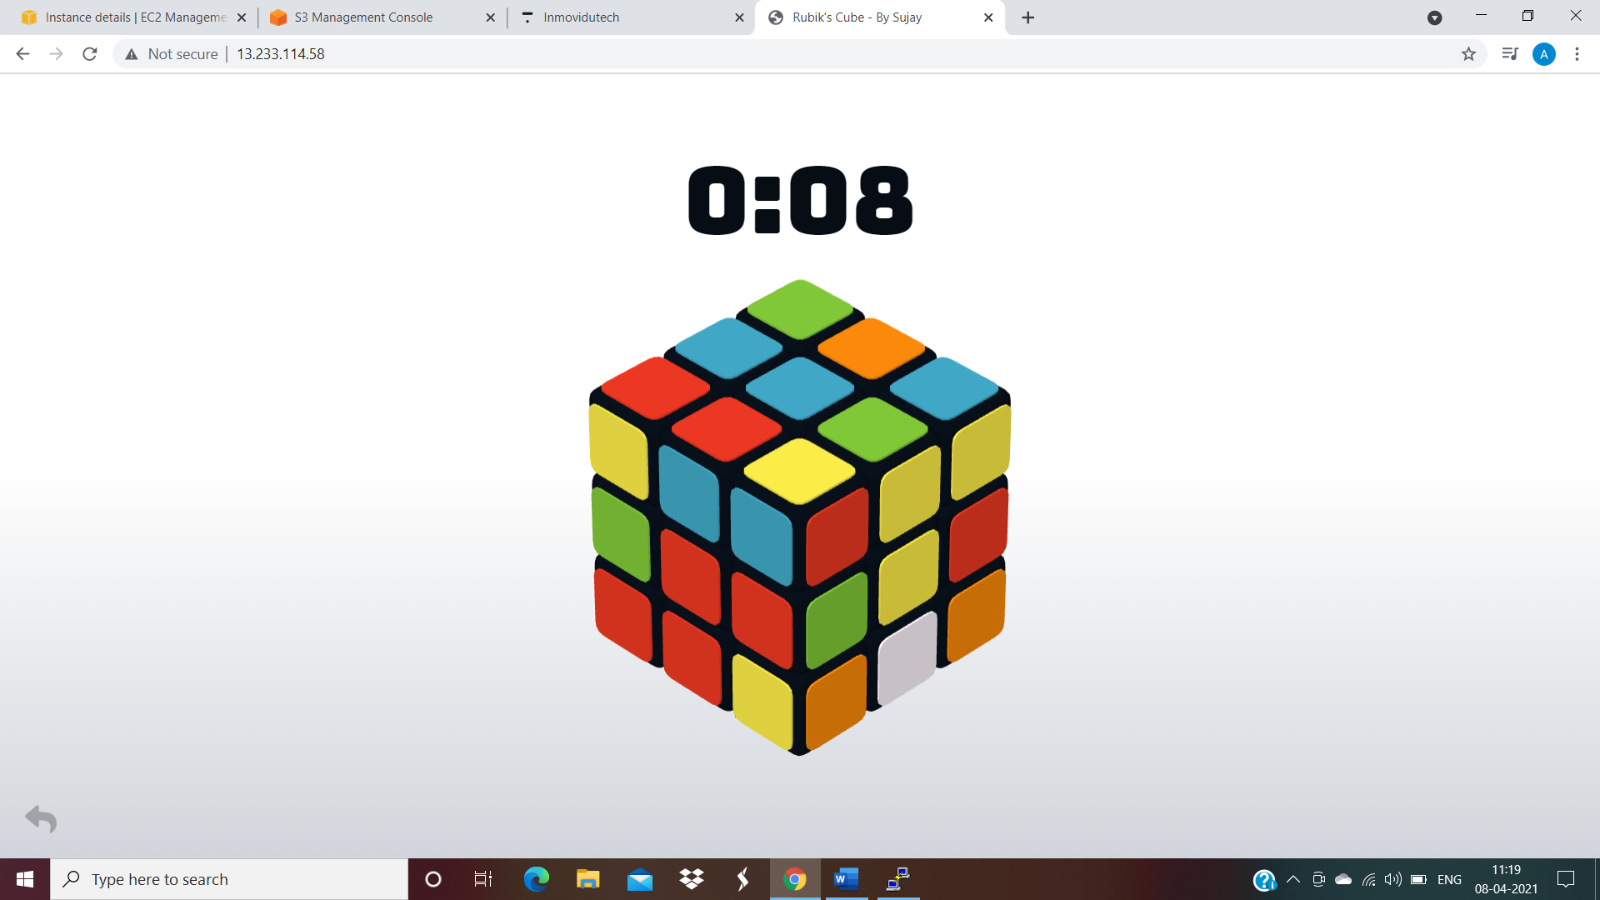 Instance details | EC2 Manageme
S3 Management Console
Inmovidutech
Rubik's Cube - By Sujay
Not secure | 13.233.114.58
A
0:08
Type here to search
W
ENG
11:19
08-04-2021